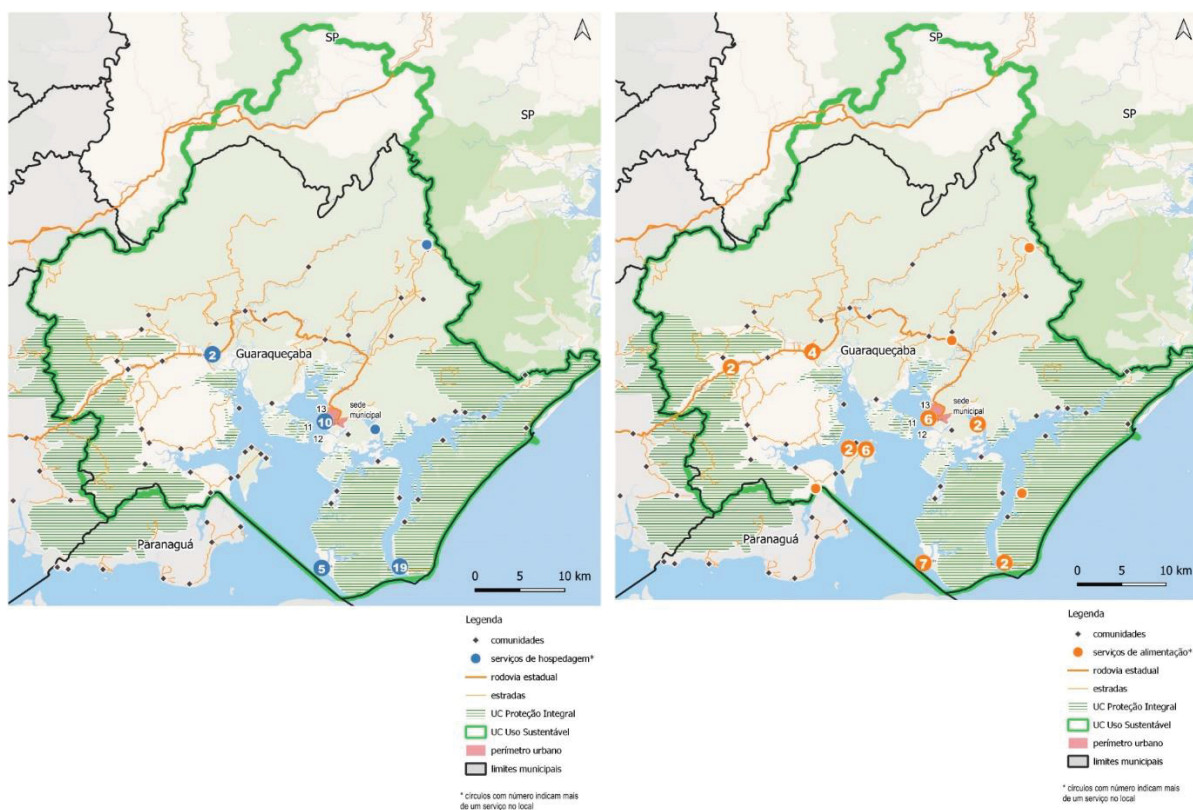 SP
SP
2
Guaraqueçaba
13
sede
municipal
10
11
12
Paranaguá
5
19
0 5 10 km
Legenda
comunidades
serviços de hospedagem*
rodovia estadual
estradas
UC Proteção Integral
UC Uso Sustentável
perímetro urbano
limites municipais
* círculos com número indicam mais
de um serviço no local
SP
SP
4
2
Guaraqueçaba
13
sede
municipal
6
11
2
12
2 6
Paranaguá
7
2
0 5 10 km
Legenda
comunidades
serviços de alimentação*
rodovia estadual
estradas
UC Proteção Integral
UC Uso Sustentável
perímetro urbano
limites municipais
* círculos com número indicam mais
de um serviço no local